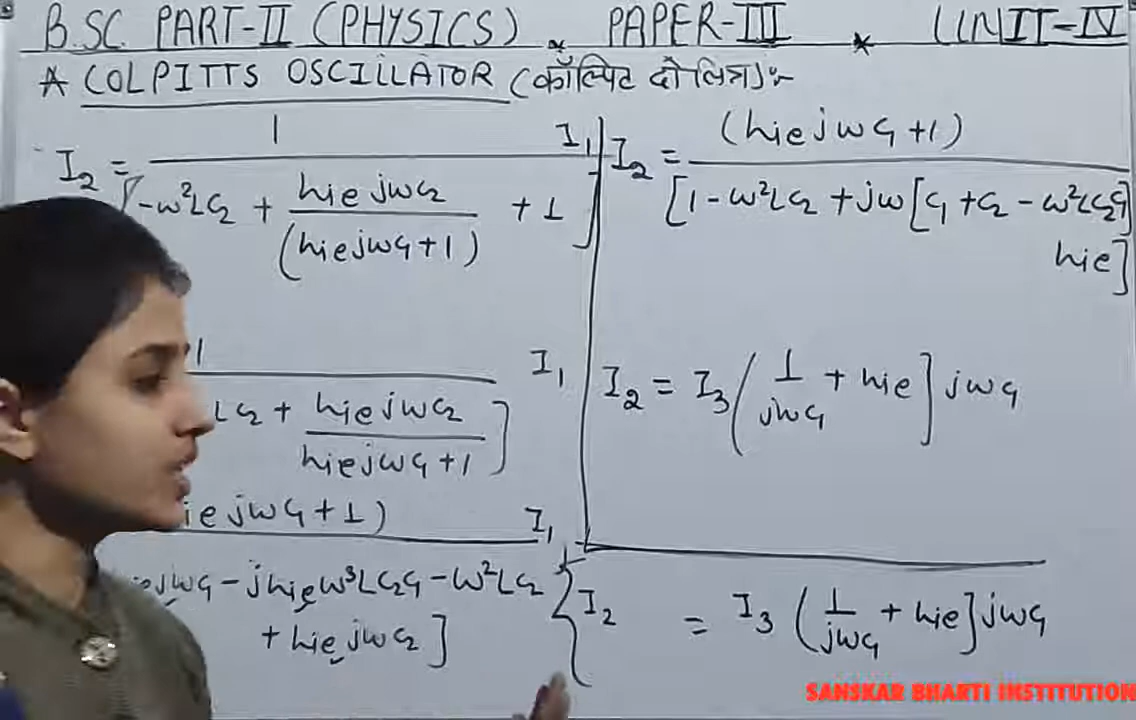 B.SC. PART-II (PHYSICS) * PAPER-III * UNIT-IV
* COLPITTS OSCILLATOR (कॉल्पिट दोलित्र):-
I₂ = 1 / [-ω²LC₂ + hie jωC₂ / (hie jωC₁ + 1) + 1] I₁
1 / LC₂ + hie jωC₂ / hie jωC₁ + 1] I₁
ie jωC₁ + 1) I₁
jωC₁ - jhie ω³LC₂C₁ - ω²LC₂
+ hie jωC₂]
I₂ = (hie jωC₁ + 1) / [1 - ω²LC₂ + jω[C₁ + C₂ - ω²LC₂C₁]
hie]
I₂ = I₃ (1/jωC₁ + hie] jωC₁
I₂ = I₃ (1/jωC₁ + hie] jωC₁
SANSKAR BHARTI INSTITUTION